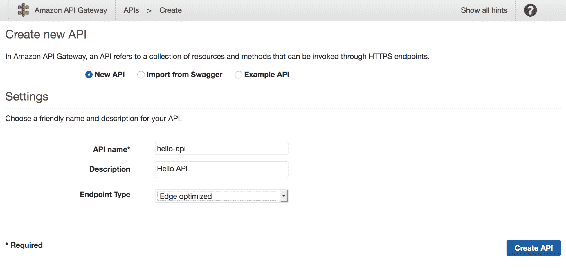 Amazon API Gateway APIs > Create Show all hints ?
Create new API
In Amazon API Gateway, an API refers to a collection of resources and methods that can be invoked through HTTPS endpoints.
New API Import from Swagger Example API
Settings
Choose a friendly name and description for your API.
API name* hello-api
Description Hello API
Endpoint Type Edge optimized
* Required Create API